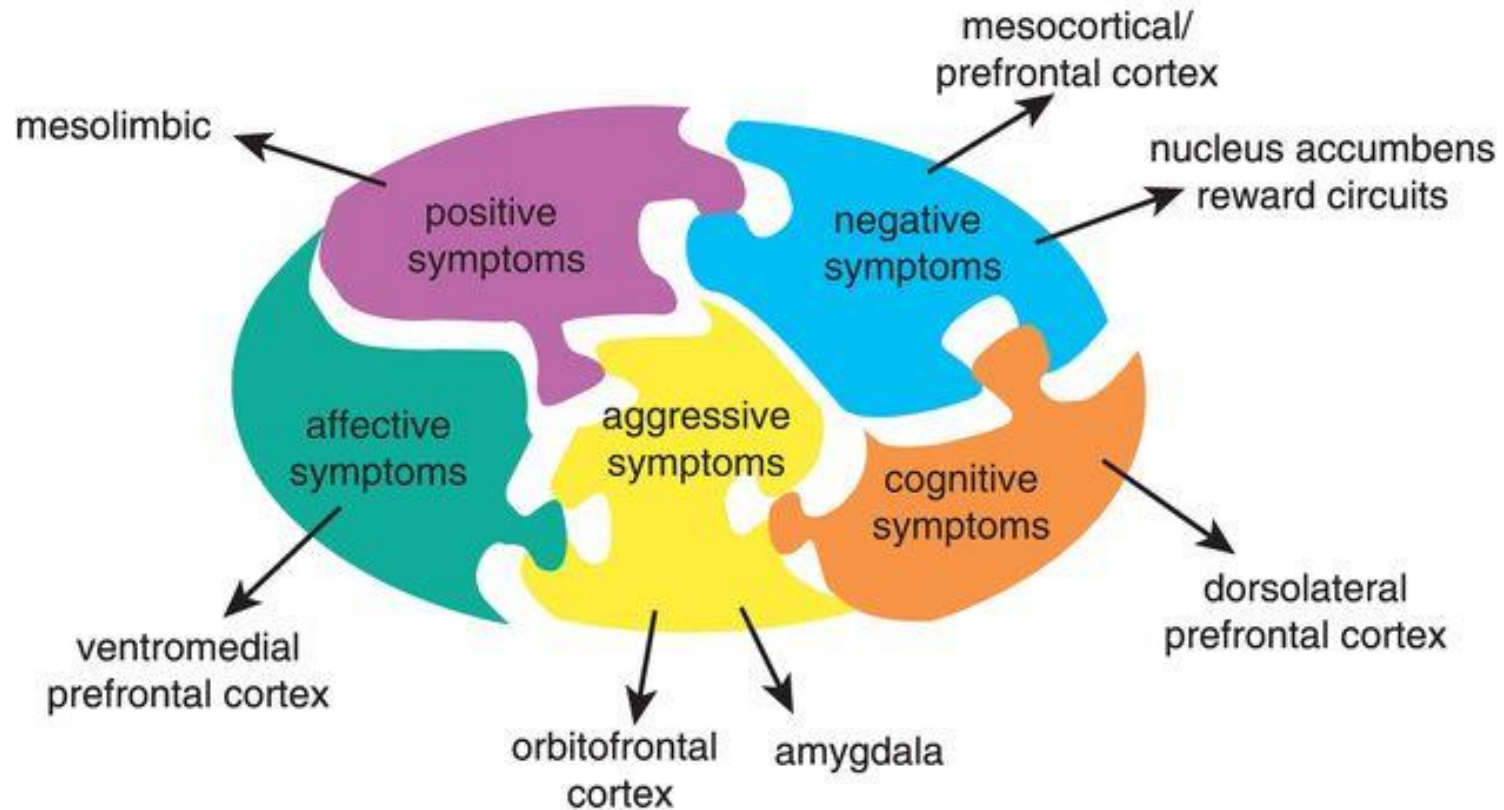 mesocortical/
prefrontal cortex
mesolimbic
nucleus accumbens
reward circuits
positive
symptoms
negative
symptoms
affective
symptoms
aggressive
symptoms
cognitive
symptoms
dorsolateral
prefrontal cortex
ventromedial
prefrontal cortex
orbitofrontal
cortex
amygdala